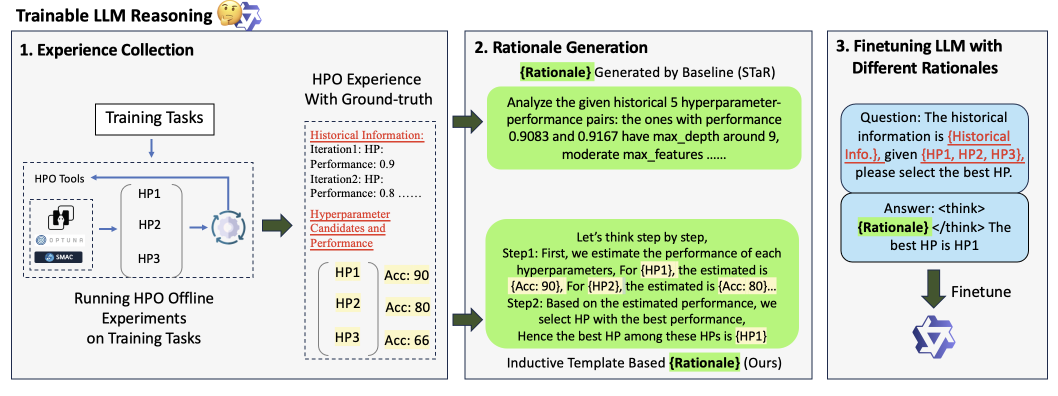 Trainable LLM Reasoning
1. Experience Collection
Training Tasks
HPO Tools
OPTUNA
SMAC
HP1
HP2
HP3
Running HPO Offline
Experiments
on Training Tasks
HPO Experience
With Ground-truth
Historical Information:
Iteration1: HP:
Performance: 0.9
Iteration2: HP:
Performance: 0.8 ......
Hyperparameter
Candidates and
Performance
HP1 Acc: 90
HP2 Acc: 80
HP3 Acc: 66
2. Rationale Generation
{Rationale} Generated by Baseline (STaR)
Analyze the given historical 5 hyperparameter-
performance pairs: the ones with performance
0.9083 and 0.9167 have max_depth around 9,
moderate max_features ......
Let's think step by step,
Step1: First, we estimate the performance of each
hyperparameters, For {HP1}, the estimated is
{Acc: 90}, For {HP2}, the estimated is {Acc: 80}...
Step2: Based on the estimated performance, we
select HP with the best performance,
Hence the best HP among these HPs is {HP1}
Inductive Template Based {Rationale} (Ours)
3. Finetuning LLM with
Different Rationales
Question: The historical
information is {Historical
Info.}, given {HP1, HP2, HP3},
please select the best HP.
Answer: <think>
{Rationale} </think> The
best HP is HP1
Finetune